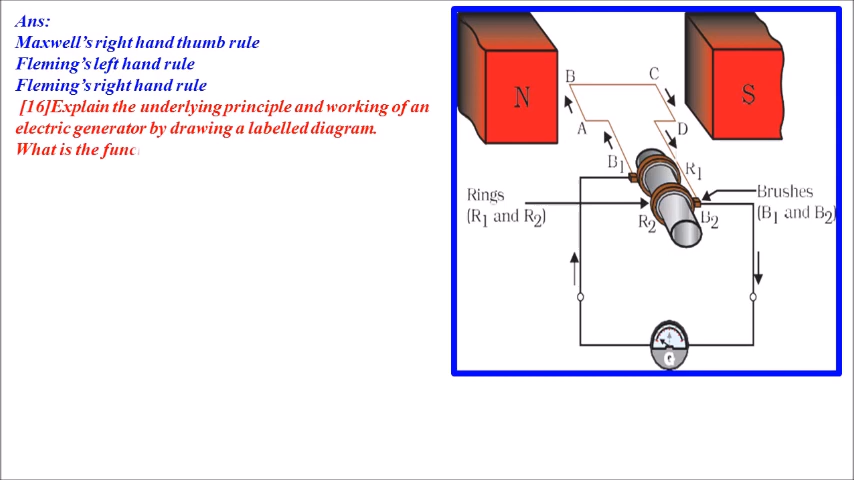 Ans:
Maxwell's right hand thumb rule
Fleming's left hand rule
Fleming's right hand rule
[16]Explain the underlying principle and working of an
electric generator by drawing a labelled diagram.
What is the func
N
S
B
C
A
D
B1
R1
Rings
(R1 and R2)
R2
B2
Brushes
(B1 and B2)
G